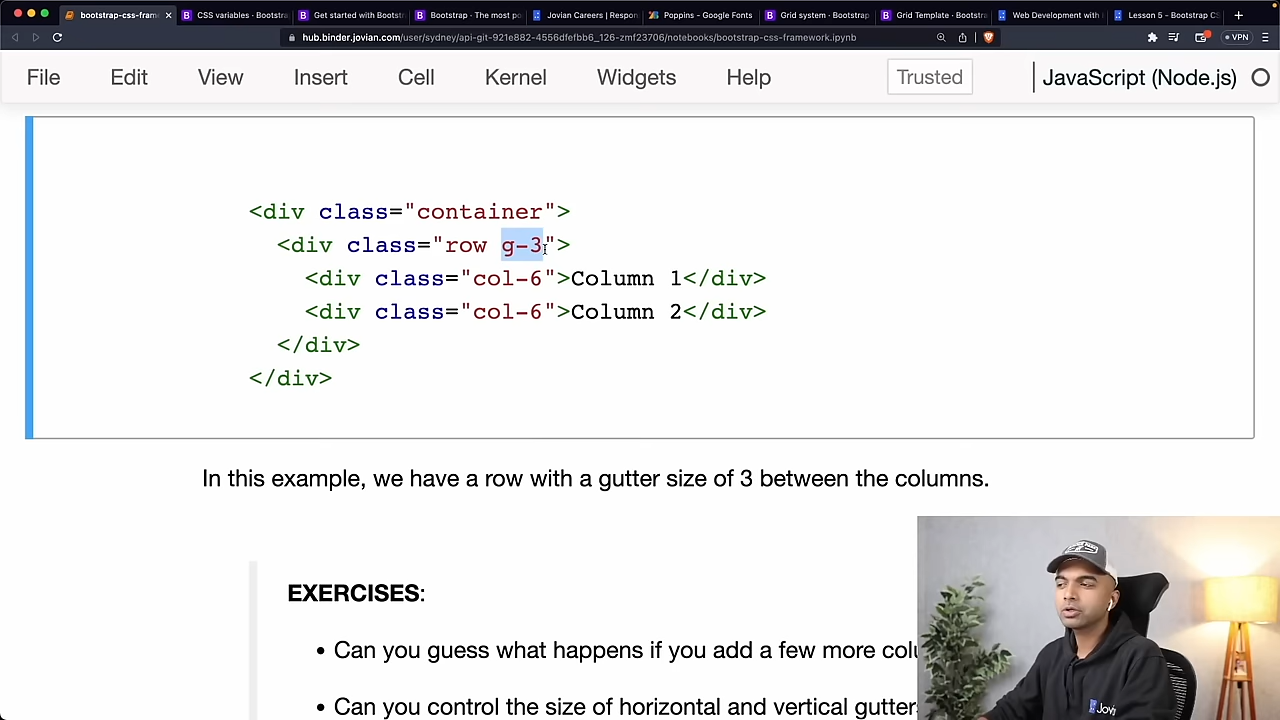 bootstrap-css-fram
CSS variables · Bootstra
Get started with Bootst
Bootstrap · The most po
Jovian Careers | Respon
Poppins - Google Fonts
Grid system · Bootstrap
Grid Template · Bootstra
Web Development with
Lesson 5 - Bootstrap CS
hub.binder.jovian.com/user/sydney/api-git-921e882-4556dfefbb6_126-zmf23706/notebooks/bootstrap-css-framework.ipynb
VPN
File Edit View Insert Cell Kernel Widgets Help Trusted JavaScript (Node.js)
<div class="container">
<div class="row g-3">
<div class="col-6">Column 1</div>
<div class="col-6">Column 2</div>
</div>
</div>
In this example, we have a row with a gutter size of 3 between the columns.
EXERCISES:
• Can you guess what happens if you add a few more colu
• Can you control the size of horizontal and vertical gutter